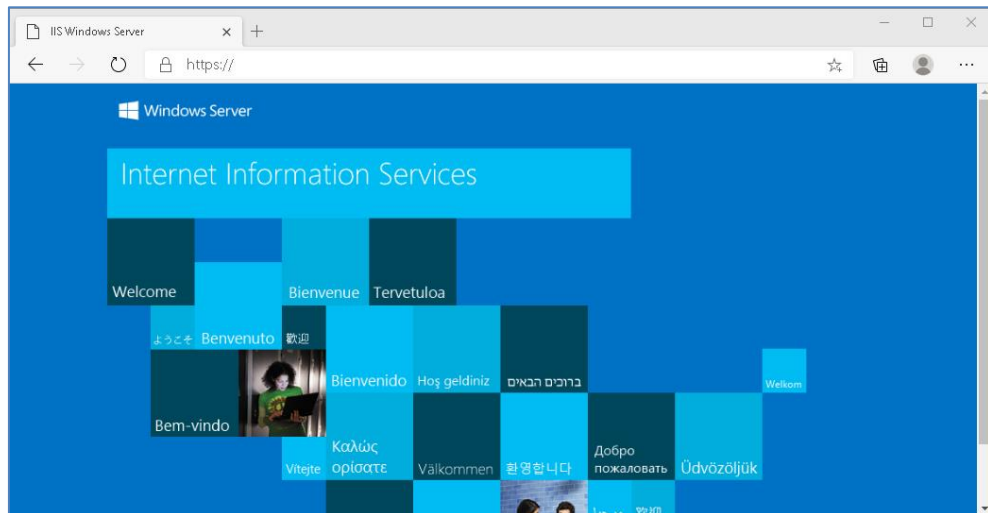 IIS Windows Server
https://
Windows Server
Internet Information Services
Welcome
Bienvenue
Tervetuloa
ようこそ
Benvenuto
歡迎
Bienvenido
Hoş geldiniz
ברוכים הבאים
Welkom
Bem-vindo
Vítejte
Καλώς
ορίσατε
Välkommen
환영합니다
Добро
пожаловать
Üdvözöljük